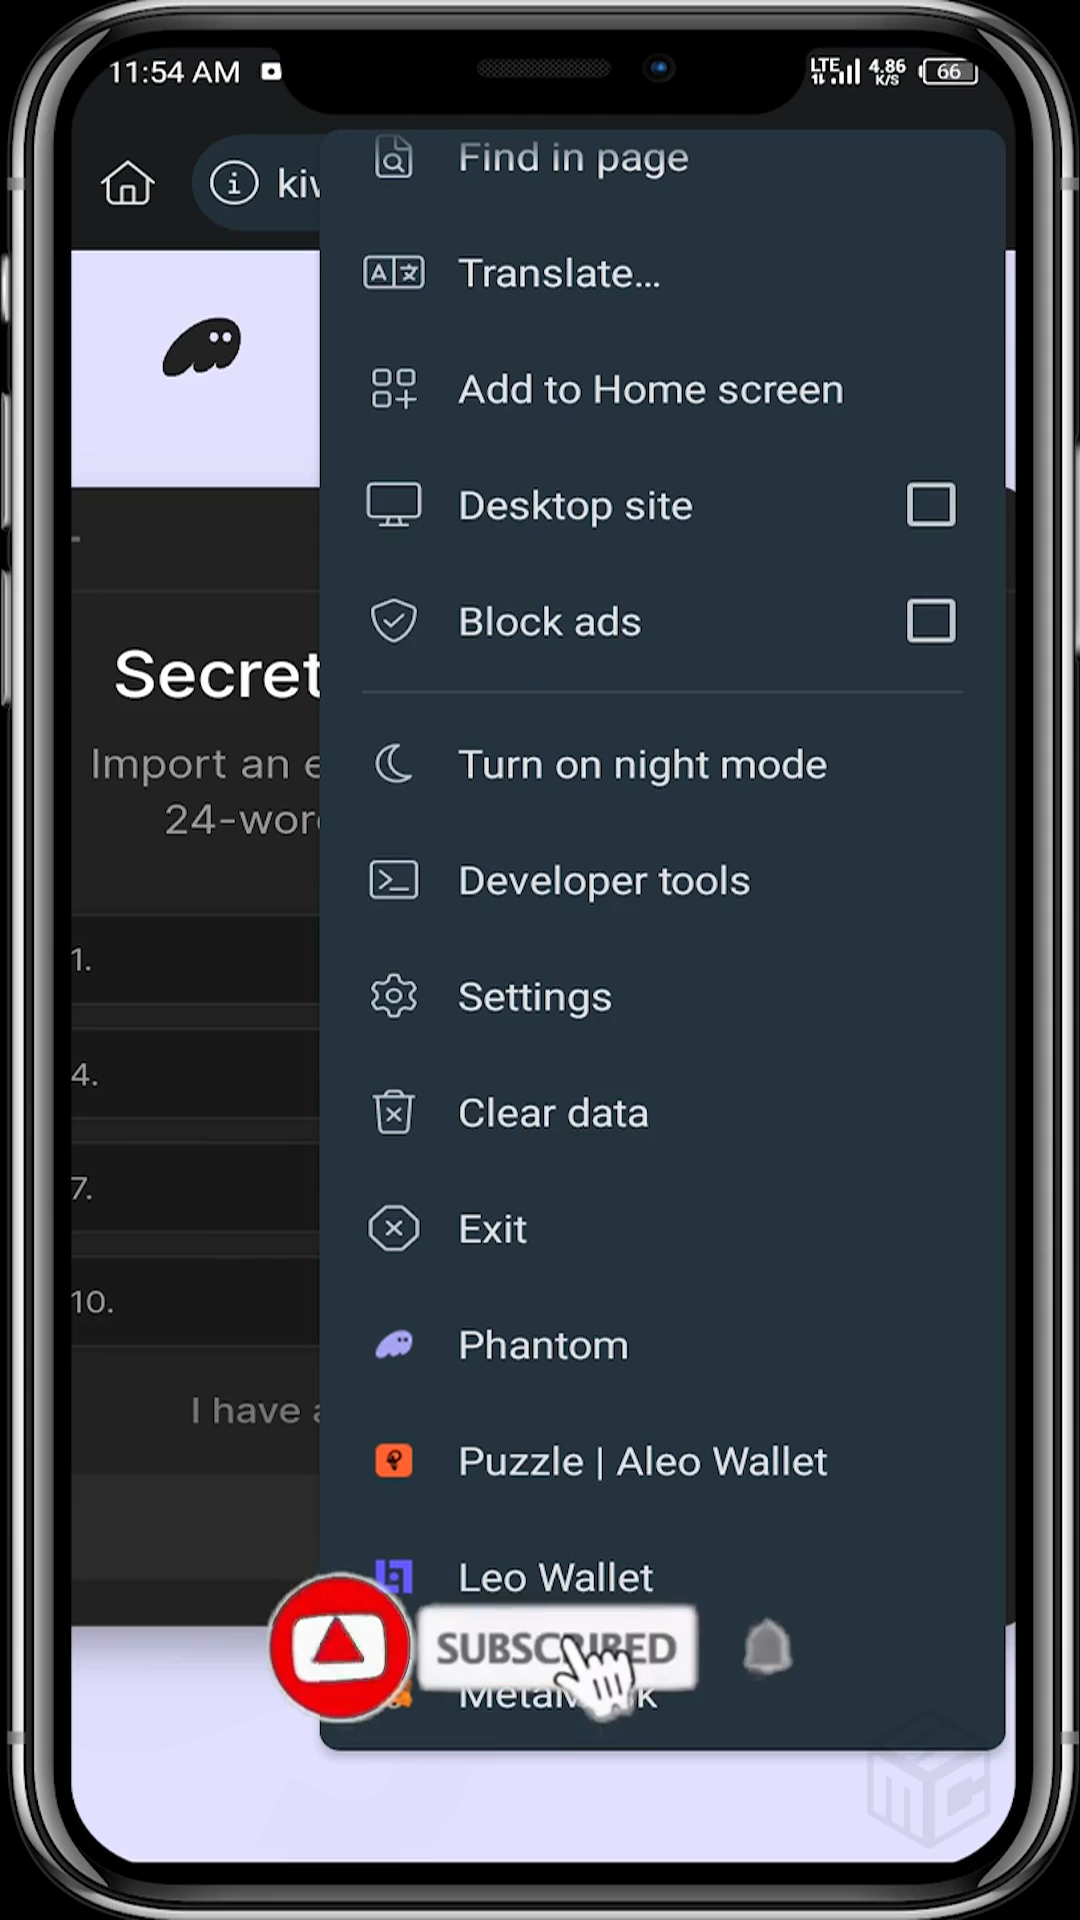 11:54 AM
LTE
4.86
K/S
66
Find in page
Translate...
Add to Home screen
Desktop site
Block ads
Secret
Import an
24-wor
1.
4.
7.
10.
I have
Turn on night mode
Developer tools
Settings
Clear data
Exit
Phantom
Puzzle | Aleo Wallet
Leo Wallet
SUBSCRIBED